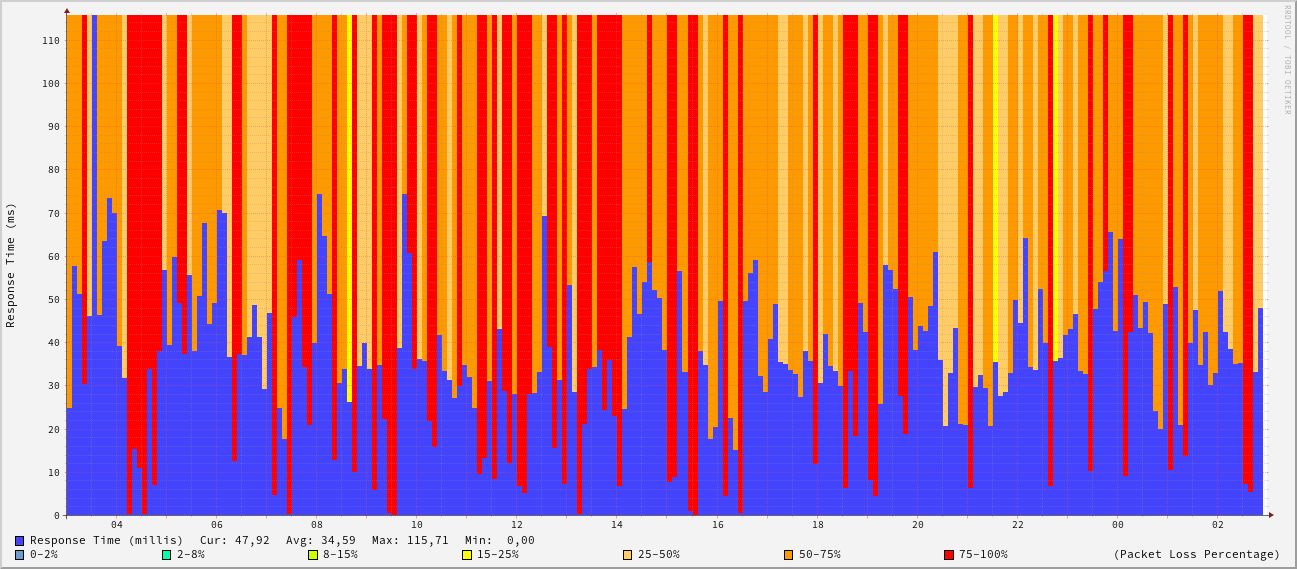 RRDTOOL / TOBI OETIKER
Response Time (ms)
110
100
90
80
70
60
50
40
30
20
10
0
04 06 08 10 12 14 16 18 20 22 00 02
Response Time (millis) Cur: 47,92 Avg: 34,59 Max: 115,71 Min: 0,00
0-2% 2-8% 8-15% 15-25% 25-50% 50-75% 75-100% (Packet Loss Percentage)